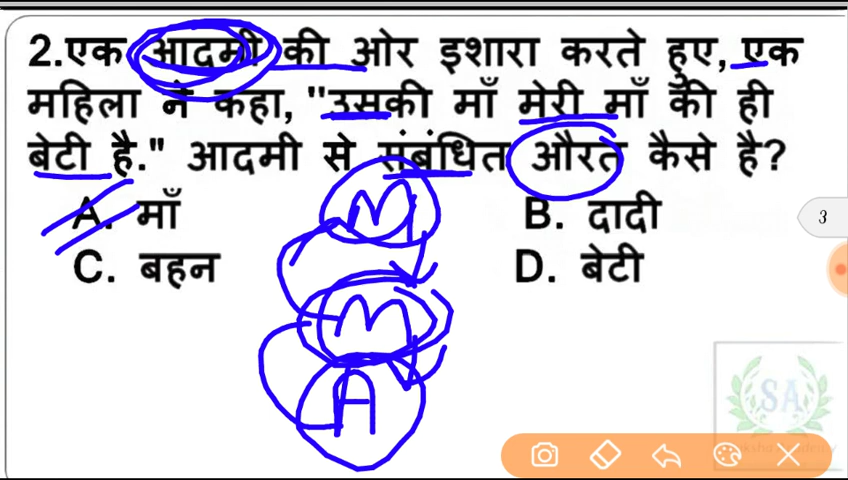 2.एक आदमी की ओर इशारा करते हुए, एक
महिला ने कहा, "उसकी माँ मेरी माँ की ही
बेटी है." आदमी से संबंधित औरत कैसे है?
A. माँ B. दादी
C. बहन D. बेटी
3
M
M
A
SA